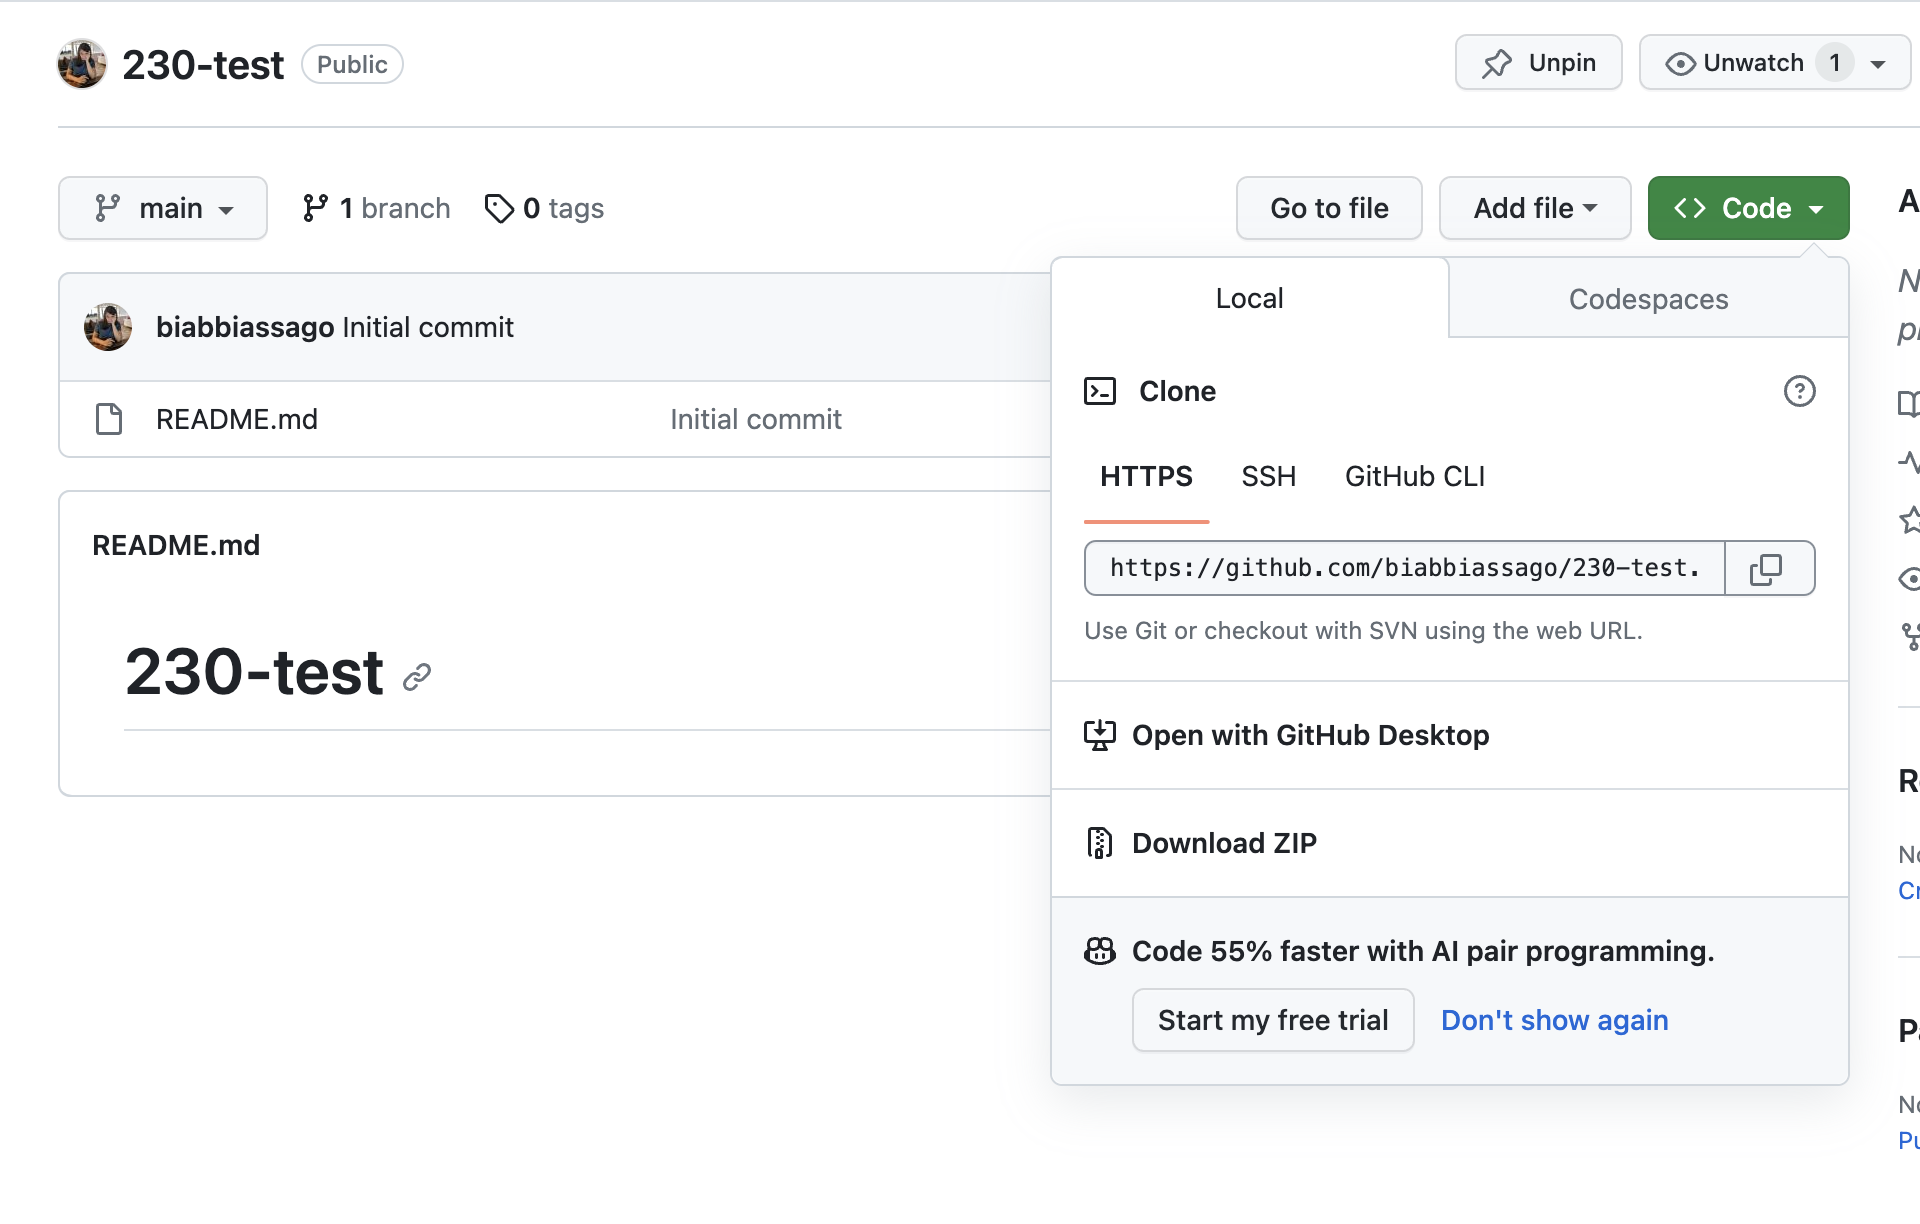 230-test Public Unpin Unwatch 1
main 1 branch 0 tags Go to file Add file Code
Local Codespaces
biabbiassago Initial commit
README.md Initial commit
Clone
HTTPS SSH GitHub CLI
https://github.com/biabbiassago/230-test.
Use Git or checkout with SVN using the web URL.
README.md
230-test
Open with GitHub Desktop
Download ZIP
Code 55% faster with AI pair programming.
Start my free trial Don't show again